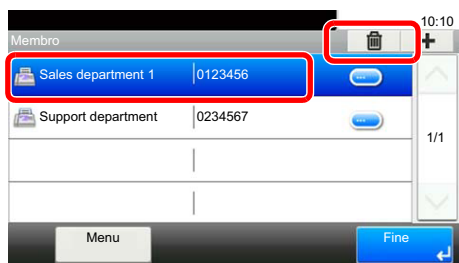 10:10
Membro
Sales department 1 0123456
Support department 0234567
1/1
Menu Fine